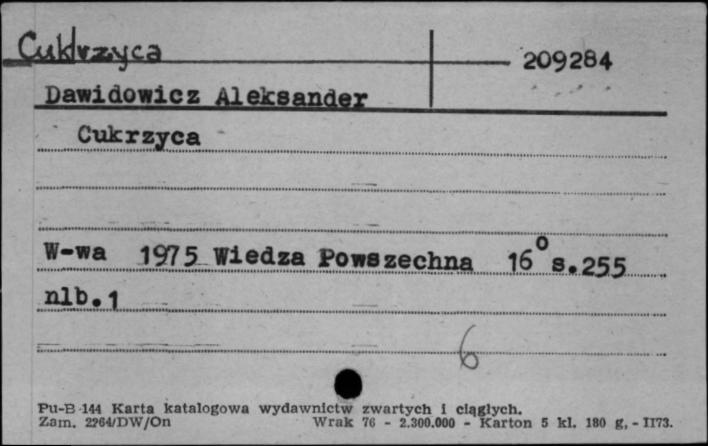 Cukrzyca
209284
Dawidowicz Aleksander
Cukrzyca
W-wa 1975 Wiedza Powszechna 16° s.255
nlb.1
6
Pu-B 144 Karta katalogowa wydawnictw zwartych i ciągłych.
Zam. 2264/DW/On Wrak 76 - 2.300.000 - Karton 5 kl. 180 g, - II73.